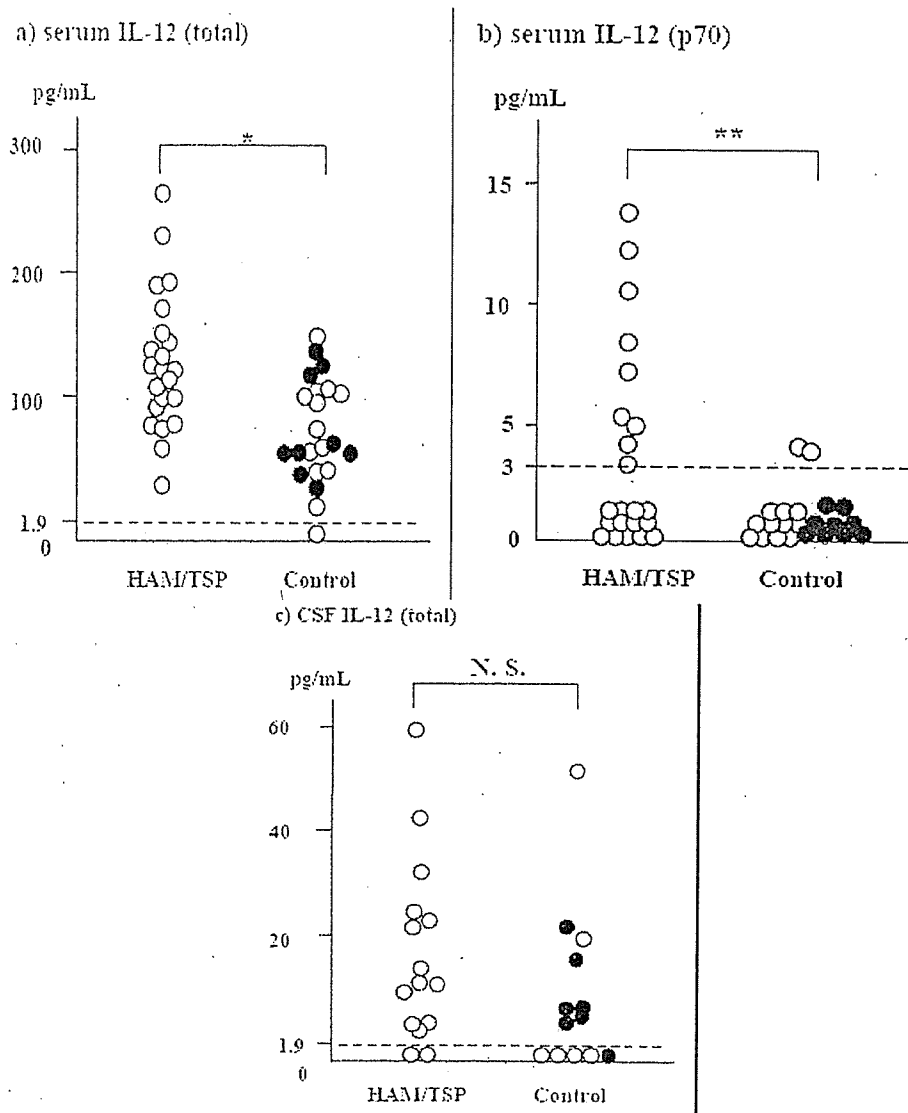 a) serum IL-12 (total)
pg/mL
300
200
100
1.9
0
*
HAM/TSP Control
b) serum IL-12 (p70)
pg/mL
15
10
5
3
0
**
HAM/TSP Control
c) CSF IL-12 (total)
pg/mL
60
40
20
1.9
0
N. S.
HAM/TSP Control